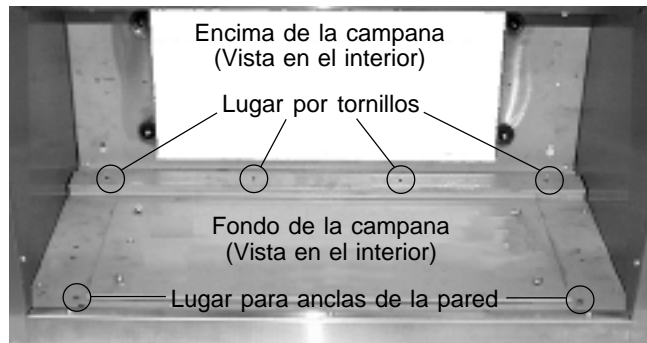 Encima de la campana
(Vista en el interior)
Lugar por tornillos
Fondo de la campana
(Vista en el interior)
Lugar para anclas de la pared